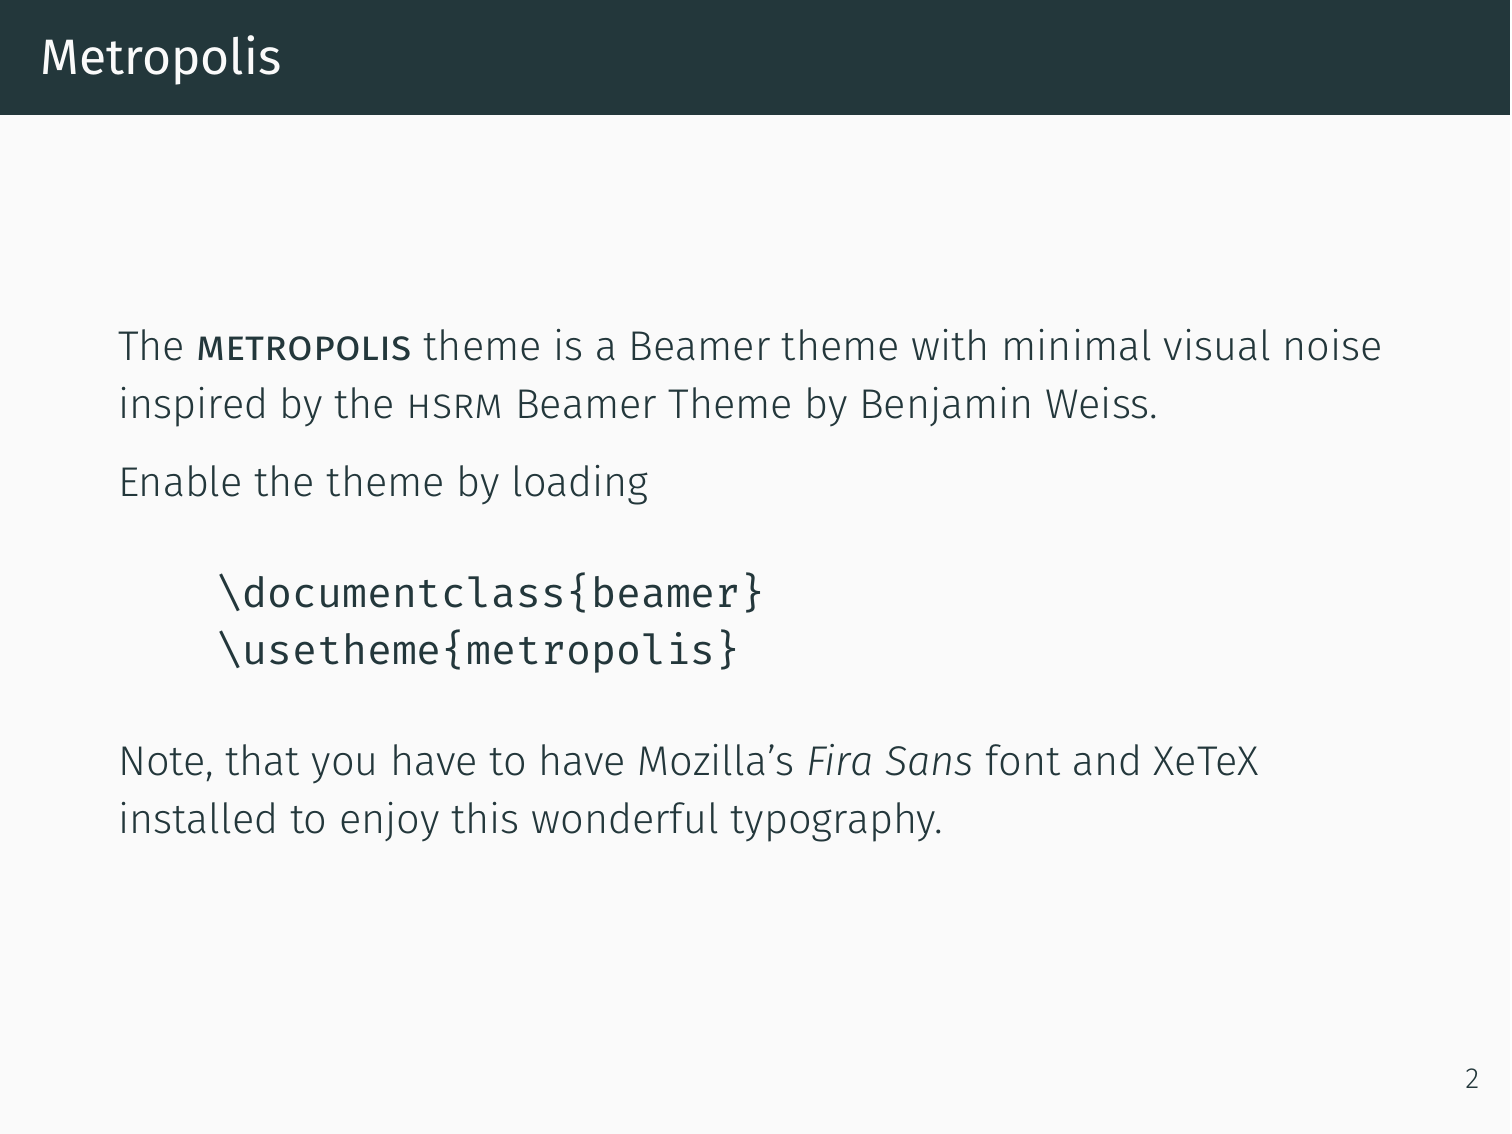 Metropolis
The METROPOLIS theme is a Beamer theme with minimal visual noise
inspired by the HSRM Beamer Theme by Benjamin Weiss.
Enable the theme by loading
\documentclass{beamer}
\usetheme{metropolis}
Note, that you have to have Mozilla’s Fira Sans font and XeTeX
installed to enjoy this wonderful typography.
2